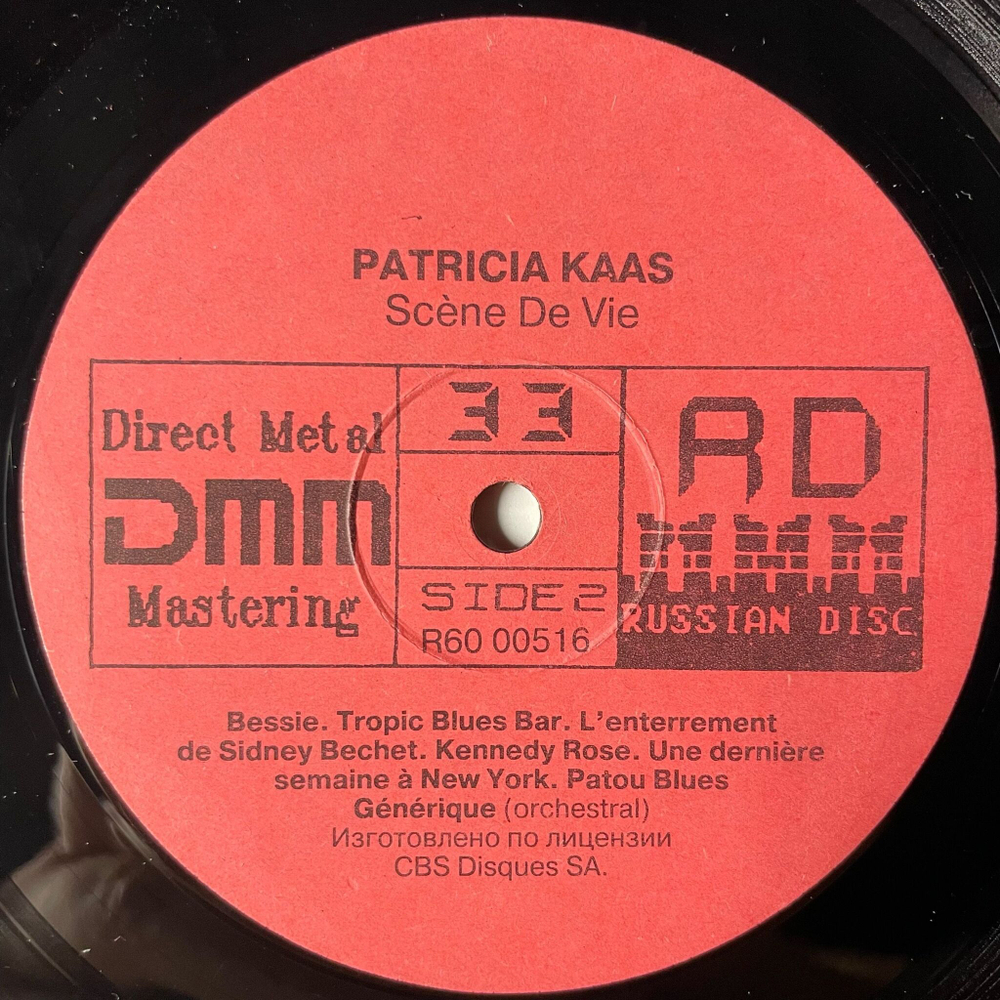 PATRICIA KAAS
Scène De Vie
Direct Metal
DMM
Mastering
33
SIDE 2
R60 00516
RD
RUSSIAN DISC
Bessie. Tropic Blues Bar. L'enterrement
de Sidney Bechet. Kennedy Rose. Une dernière
semaine à New York. Patou Blues
Générique (orchestral)
Изготовлено по лицензии
CBS Disques SA.